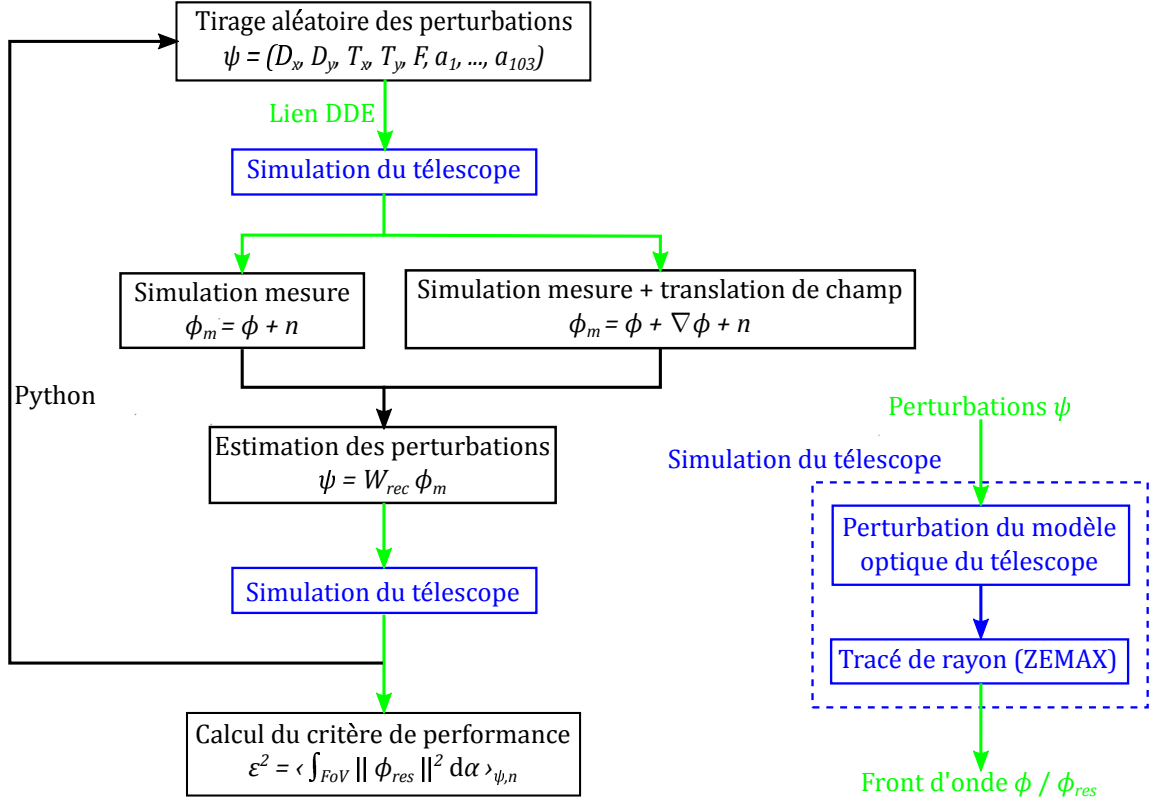 Tirage aléatoire des perturbations
ψ = (Dx, Dy, Tx, Ty, F, a1, ..., a103)
Lien DDE
Simulation du télescope
Simulation mesure
ϕm = ϕ + n
Simulation mesure + translation de champ
ϕm = ϕ + ∇ϕ + n
Python
Estimation des perturbations
ψ = Wrec ϕm
Simulation du télescope
Calcul du critère de performance
ε² = ‹ ∫FoV || ϕres ||² dα ›ψ,n
Perturbations ψ
Simulation du télescope
Perturbation du modèle
optique du télescope
Tracé de rayon (ZEMAX)
Front d'onde ϕ / ϕres